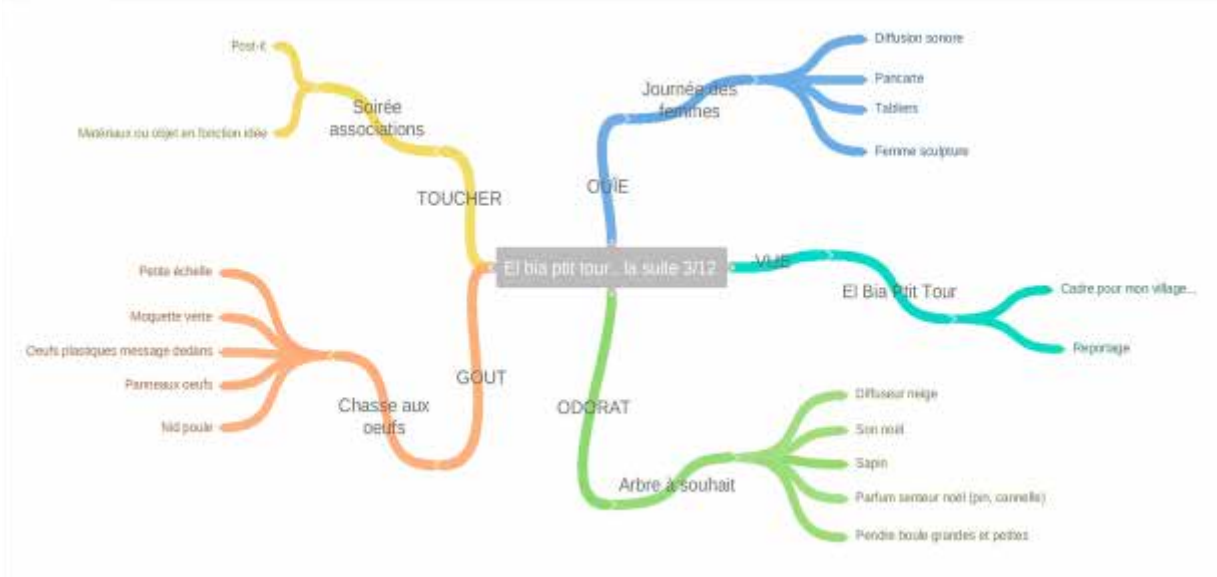 El bia ptit tour...la suite 3/12
OUÏE
Journée des
femmes
Diffusion sonore
Pancarte
Tabliers
Femme sculpture
VUE
El Bia Ptit Tour
Cadre pour mon village...
Reportage
ODORAT
Arbre à souhait
Diffuseur neige
Son noël
Sapin
Parfum senteur noël (pin, cannelle)
Pendre boule grandes et petites
GOUT
Chasse aux
oeufs
Petite échelle
Moquette verte
Oeufs plastiques message dedans
Panneaux oeufs
Nid poule
TOUCHER
Soirée
associations
Post-it
Matériaux ou objet en fonction idée